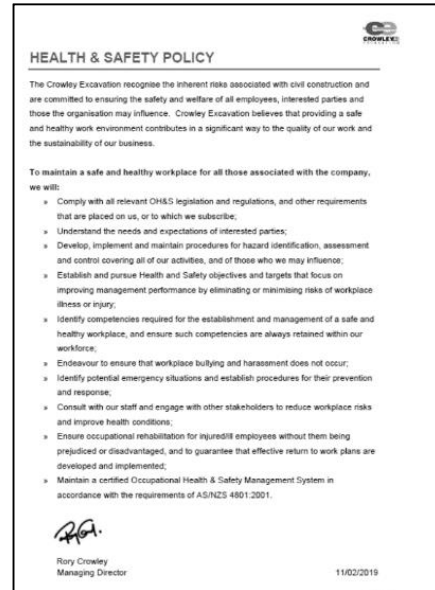 CROWLEY
HEALTH & SAFETY POLICY
The Crowley Excavation recognise the inherent risks associated with civil construction and
are committed to ensuring the safety and welfare of all employees, interested parties and
those the organisation may influence. Crowley Excavation believes that providing a safe
and healthy work environment contributes in a significant way to the quality of our work and
the sustainability of our business.
To maintain a safe and healthy workplace for all those associated with the company,
we will:
» Comply with all relevant OH&S legislation and regulations, and other requirements
that are placed on us, or to which we subscribe;
» Understand the needs and expectations of interested parties;
» Develop, implement and maintain procedures for hazard identification, assessment
and control covering all of our activities, and of those who we may influence;
» Establish and pursue Health and Safety objectives and targets that focus on
improving management performance by eliminating or minimising risks of workplace
illness or injury;
» Identify competencies required for the establishment and management of a safe and
healthy workplace, and ensure such competencies are always retained within our
workforce;
» Endeavour to ensure that workplace bullying and harassment does not occur;
» Identify potential emergency situations and establish procedures for their prevention
and response;
» Consult with our staff and engage with other stakeholders to reduce workplace risks
and improve health conditions;
» Ensure occupational rehabilitation for injured/ill employees without them being
prejudiced or disadvantaged, and to guarantee that effective return to work plans are
developed and implemented;
» Maintain a certified Occupational Health & Safety Management System in
accordance with the requirements of AS/NZS 4801:2001.
Rory Crowley
Managing Director 11/02/2019